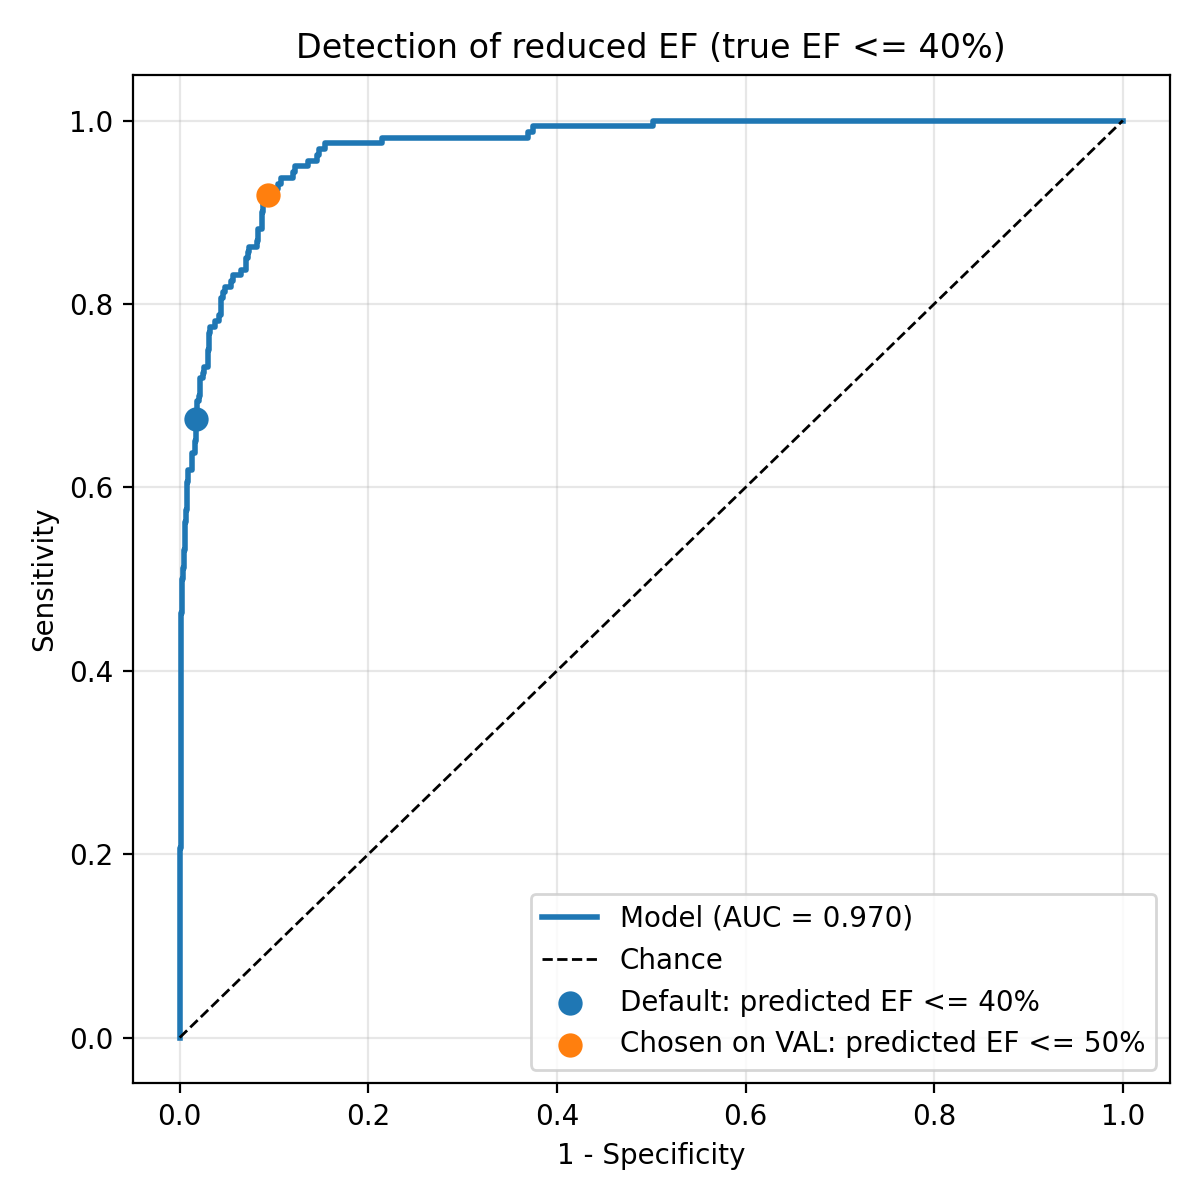 Detection of reduced EF (true EF <= 40%)
1.0
0.8
0.6
0.4
0.2
0.0
Sensitivity
0.0 0.2 0.4 0.6 0.8 1.0
1 - Specificity
Model (AUC = 0.970)
Chance
Default: predicted EF <= 40%
Chosen on VAL: predicted EF <= 50%